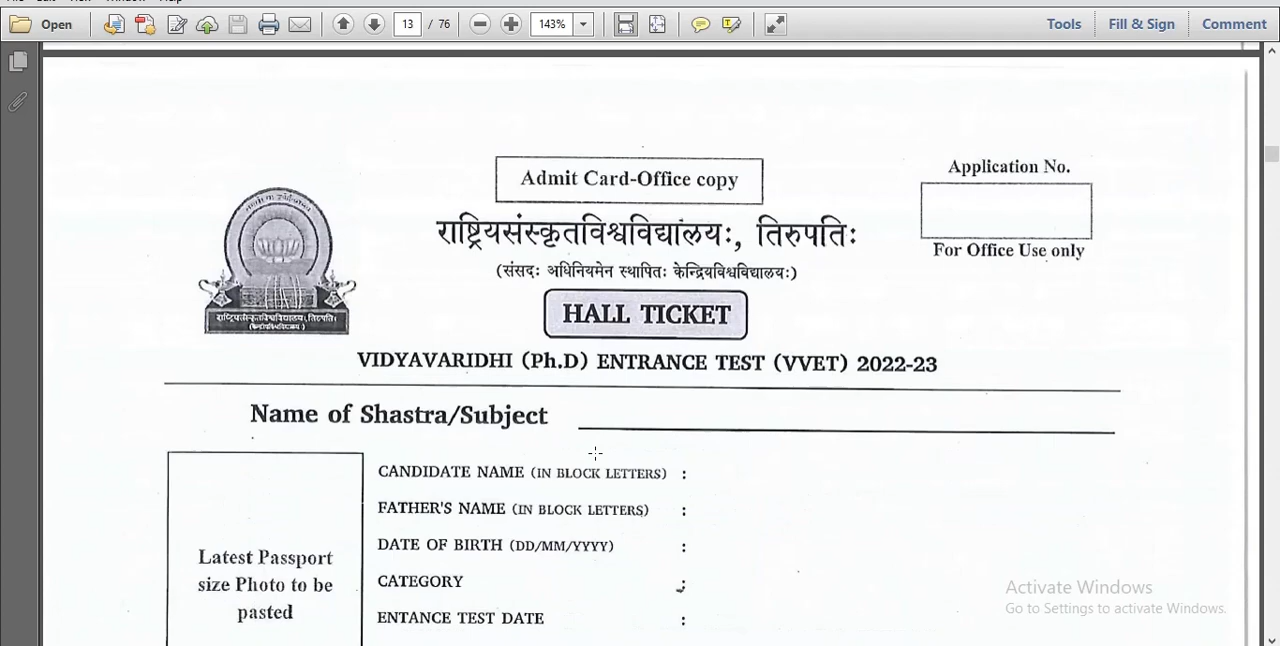 Open
13 / 76
143%
Tools
Fill & Sign
Comment
Admit Card-Office copy
Application No.
राष्ट्रियसंस्कृतविश्वविद्यालयः, तिरुपतिः
For Office Use only
(संसदः अधिनियमेन स्थापितः केन्द्रियविश्वविद्यालयः)
HALL TICKET
VIDYAVARIDHI (Ph.D) ENTRANCE TEST (VVET) 2022-23
Name of Shastra/Subject
CANDIDATE NAME (IN BLOCK LETTERS) :
FATHER'S NAME (IN BLOCK LETTERS) :
DATE OF BIRTH (DD/MM/YYYY) :
CATEGORY :
ENTANCE TEST DATE :
Latest Passport
size Photo to be
pasted
Activate Windows
Go to Settings to activate Windows.